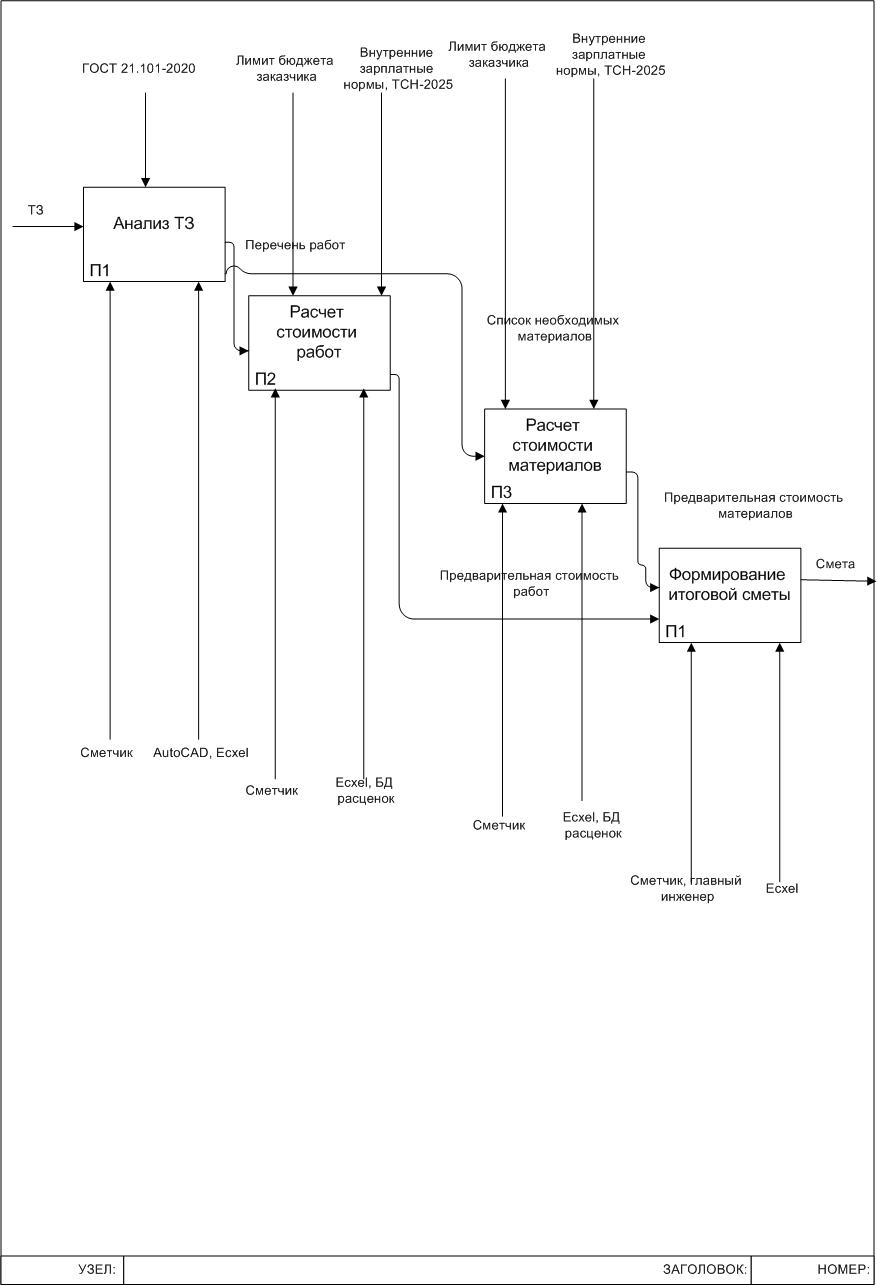 ГОСТ 21.101-2020
Лимит бюджета
заказчика
Внутренние
зарплатные
нормы, ТСН-2025
Лимит бюджета
заказчика
Внутренние
зарплатные
нормы, ТСН-2025
ТЗ
Анализ ТЗ
П1
Перечень работ
Расчет
стоимости
работ
П2
Список необходимых
материалов
Расчет
стоимости
материалов
П3
Предварительная стоимость
материалов
Предварительная стоимость
работ
Формирование
итоговой сметы
П1
Смета
Сметчик
AutoCAD, Ecxel
Сметчик
Ecxel, БД
расценок
Сметчик
Ecxel, БД
расценок
Сметчик, главный
инженер
Ecxel
УЗЕЛ:
ЗАГОЛОВОК:
НОМЕР: